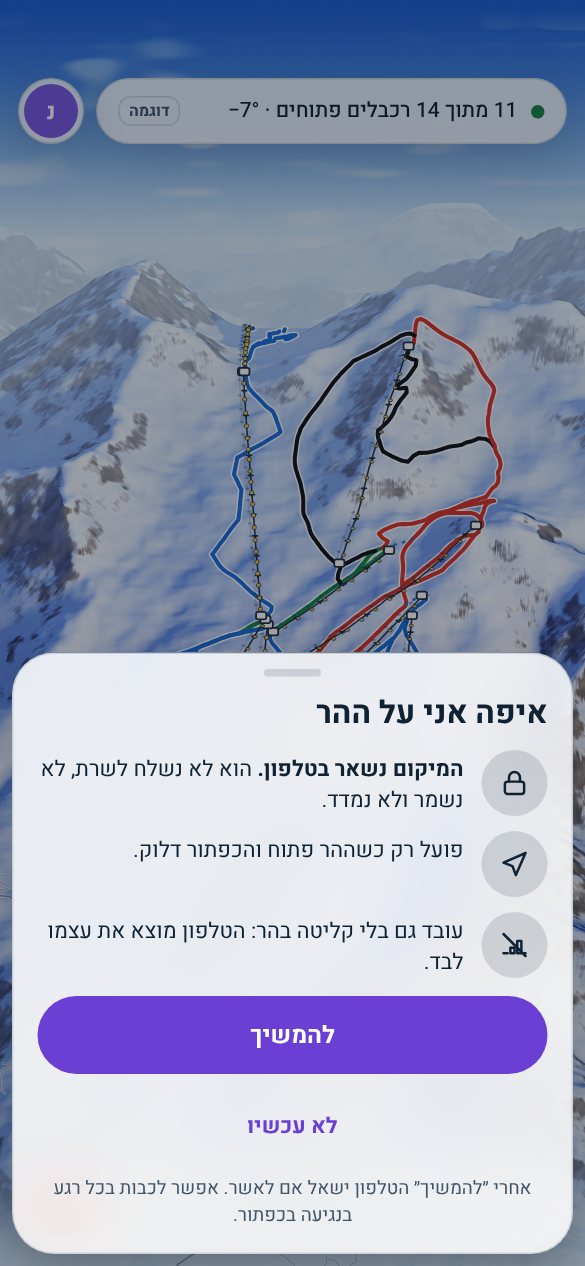 11 מתוך 14 רכבלים פתוחים · −7° דוגמה נ
איפה אני על ההר
המיקום נשאר בטלפון. הוא לא נשלח לשרת, לא
נשמר ולא נמדד.
פועל רק כשההר פתוח והכפתור דלוק.
עובד גם בלי קליטה בהר: הטלפון מוצא את עצמו
לבד.
להמשיך
לא עכשיו
אחרי "להמשיך" הטלפון ישאל אם לאשר. אפשר לכבות בכל רגע
בנגיעה בכפתור.